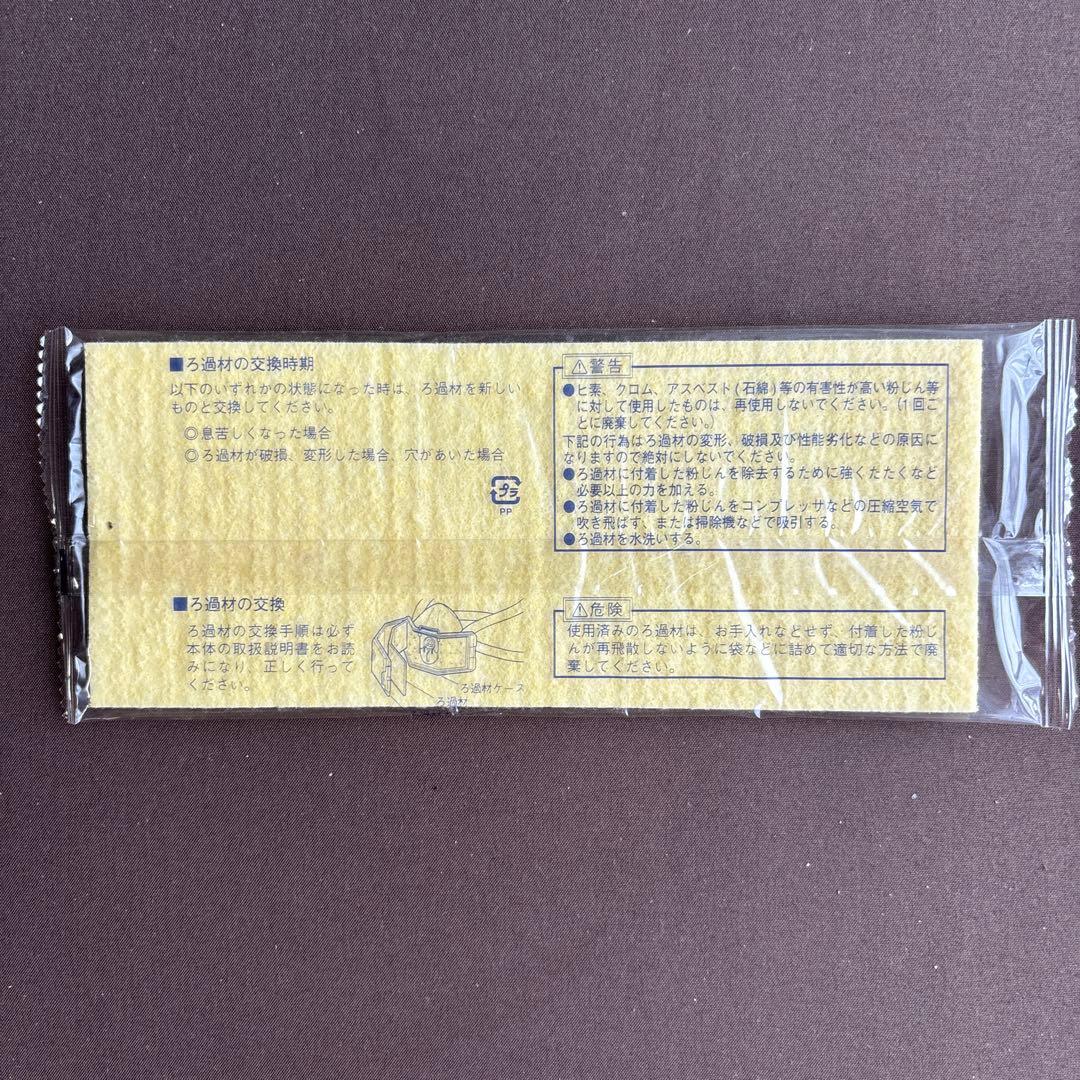 ■ろ過材の交換時期
以下のいずれかの状態になった時は、ろ過材を新しい
ものと交換してください。
◎息苦しくなった場合
◎ろ過材が破損、変形した場合、穴があいた場合
プラ
PP
■ろ過材の交換
ろ過材の交換手順は必ず
本体の取扱説明書をお読
みになり、正しく行って
ください。
ろ過材ケース
ろ過材
⚠警告
●ヒ素、クロム、アスベスト(石綿)等の有害性が高い粉じん等
に対して使用したものは、再使用しないでください。(1回ご
とに廃棄してください。)
下記の行為はろ過材の変形、破損及び性能劣化などの原因に
なりますので絶対にしないでください。
●ろ過材に付着した粉じんを除去するために強くたたくなど
必要以上の力を加える。
●ろ過材に付着した粉じんをコンプレッサなどの圧縮空気で
吹き飛ばす、または掃除機などで吸引する。
●ろ過材を水洗いする。
⚠危険
使用済みのろ過材は、お手入れなどせず、付着した粉じ
んが再飛散しないように袋などに詰めて適切な方法で廃
棄してください。